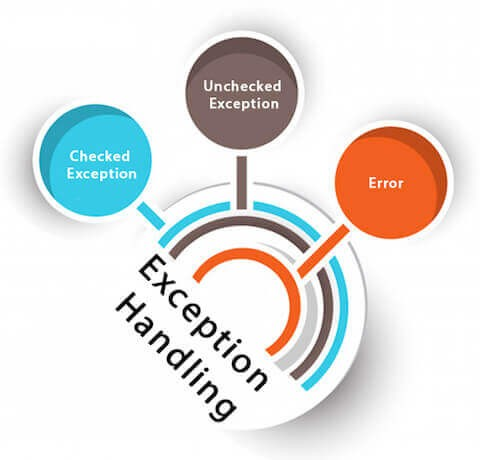 Unchecked
Exception
Checked
Exception
Error
Exception
Handling